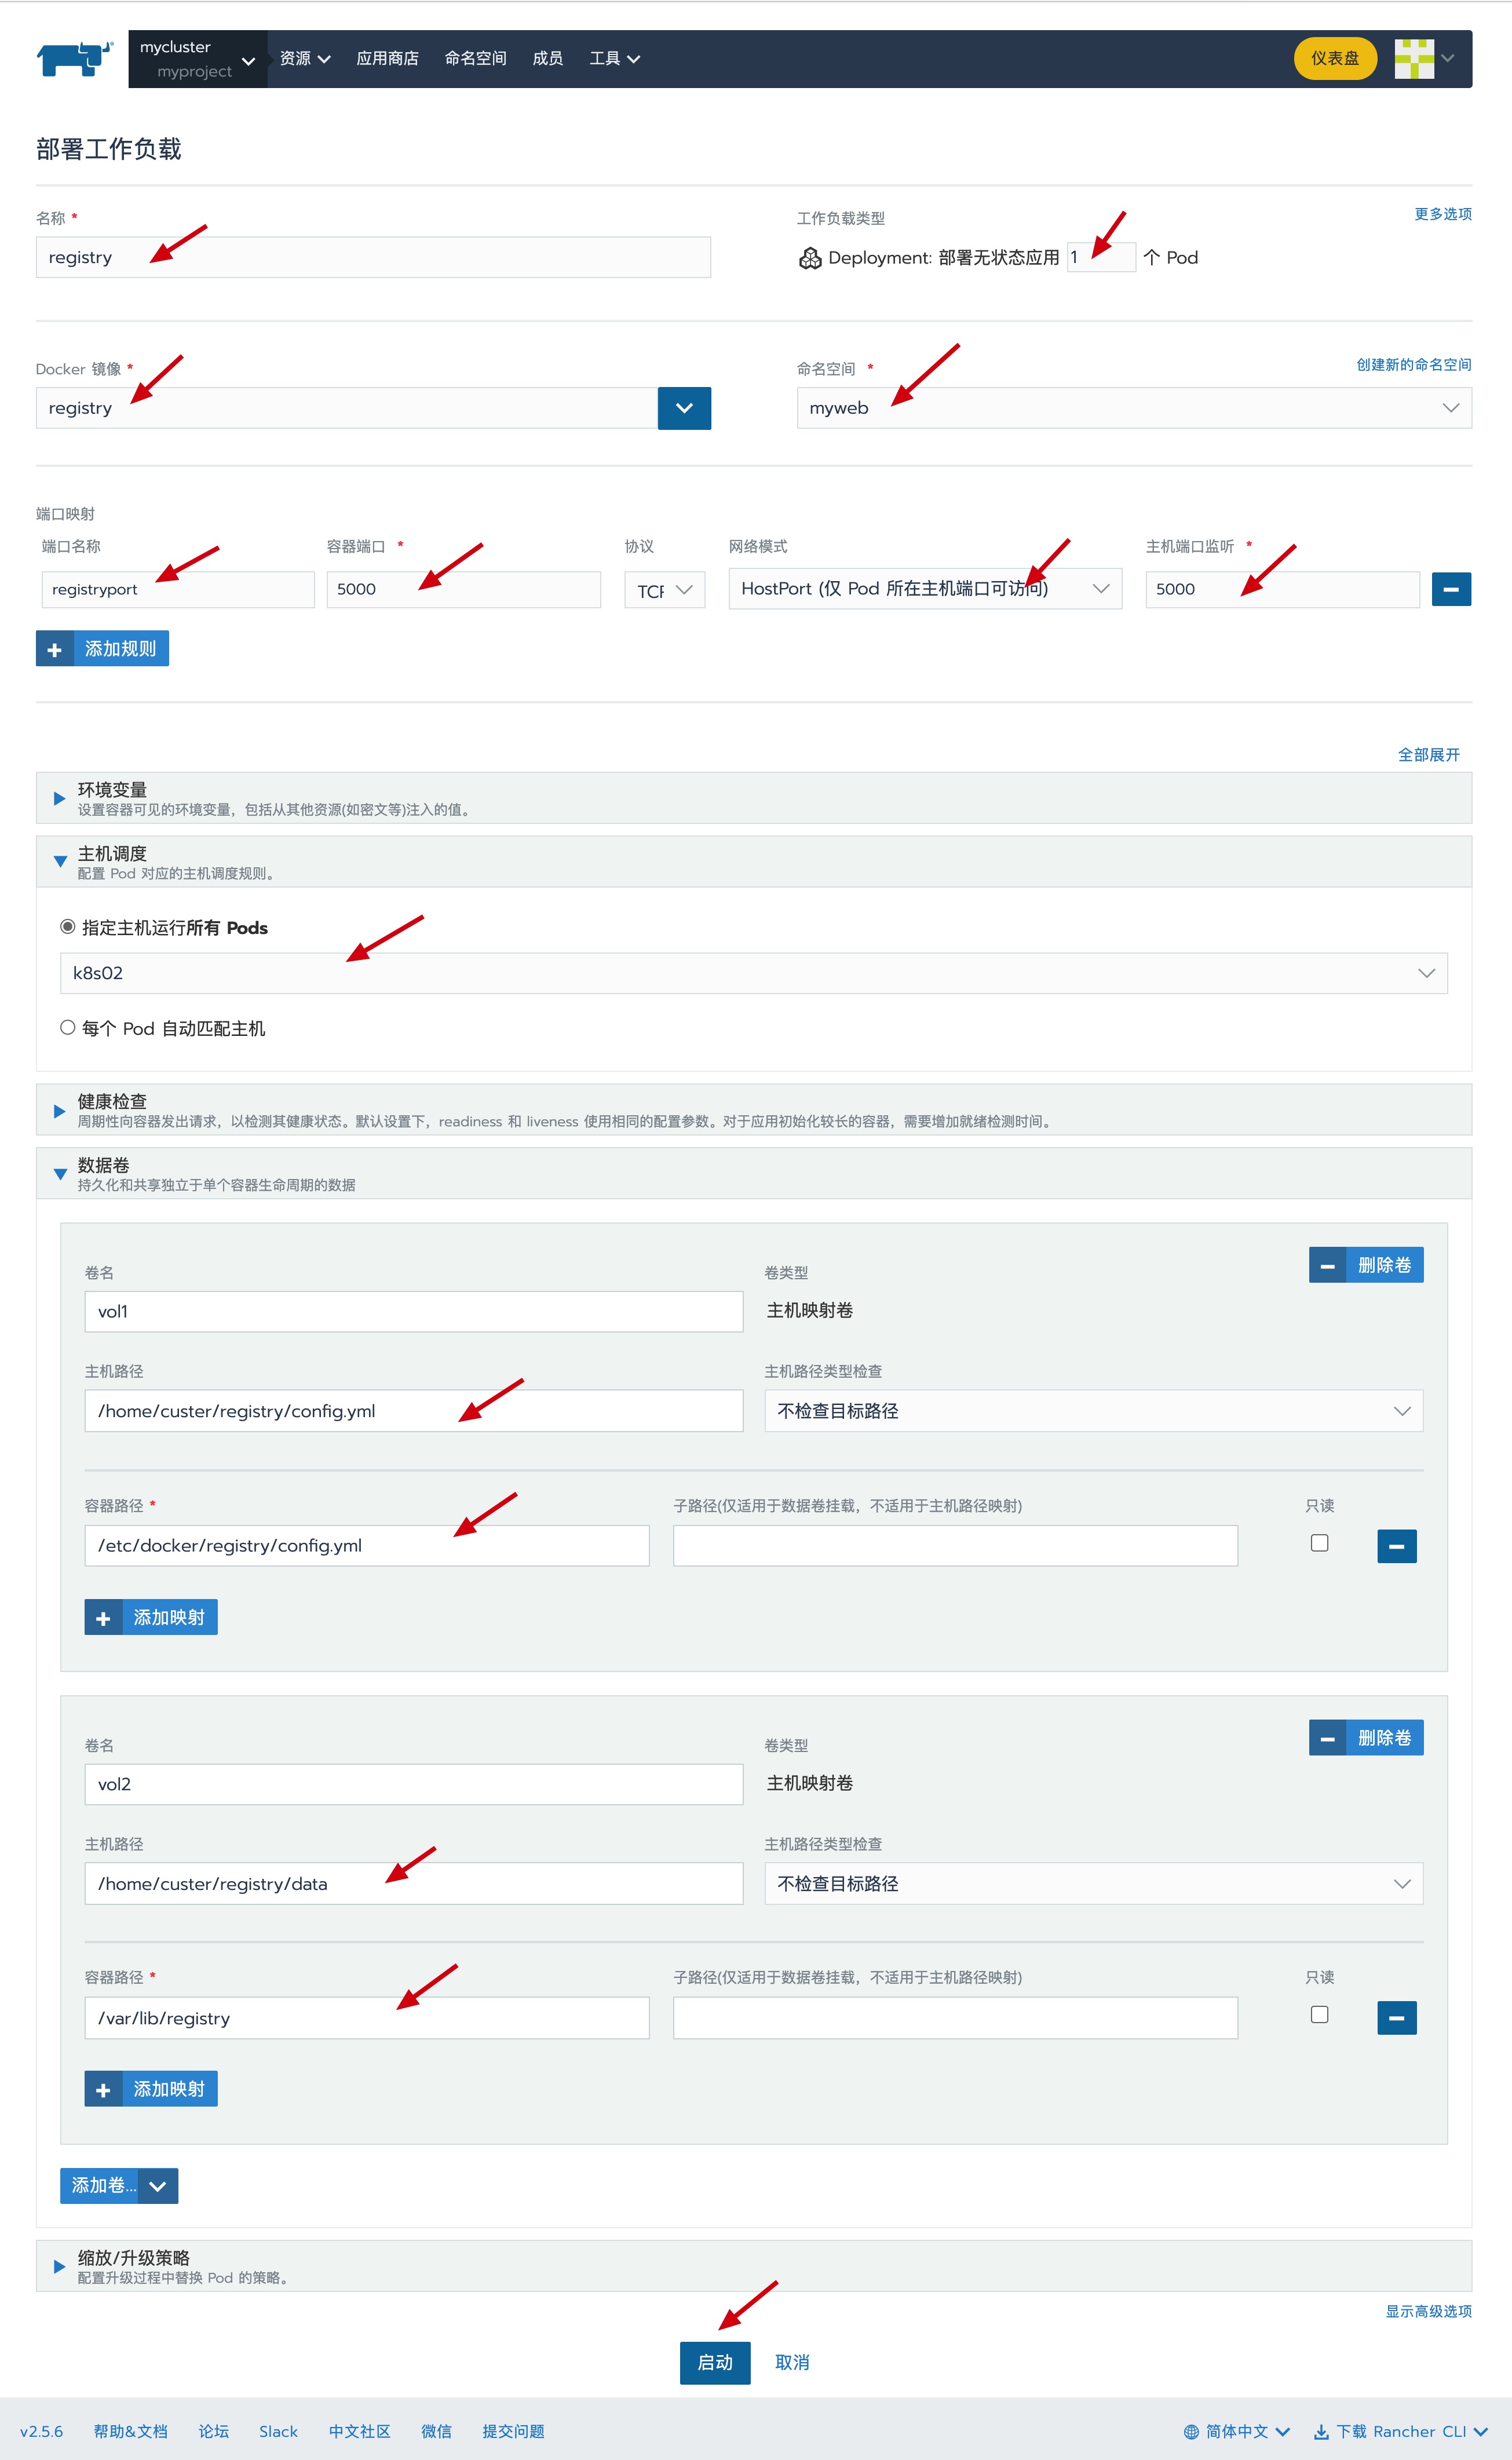 mycluster
myproject
资源
应用商店
命名空间
成员
工具
仪表盘
部署工作负载
名称 *
工作负载类型
更多选项
registry
Deployment: 部署无状态应用 1 个 Pod
Docker 镜像 *
命名空间 *
创建新的命名空间
registry
myweb
端口映射
端口名称
容器端口 *
协议
网络模式
主机端口监听 *
registryport
5000
TCP
HostPort (仅 Pod 所在主机端口可访问)
5000
添加规则
全部展开
环境变量
设置容器可见的环境变量，包括从其他资源(如密文等)注入的值。
主机调度
配置 Pod 对应的主机调度规则。
指定主机运行所有 Pods
k8s02
每个 Pod 自动匹配主机
健康检查
周期性向容器发出请求，以检测其健康状态。默认设置下，readiness 和 liveness 使用相同的配置参数。对于应用初始化较长的容器，需要增加就绪检测时间。
数据卷
持久化和共享独立于单个容器生命周期的数据
删除卷
卷名
卷类型
vol1
主机映射卷
主机路径
主机路径类型检查
/home/custer/registry/config.yml
不检查目标路径
容器路径 *
子路径(仅适用于数据卷挂载，不适用于主机路径映射)
只读
/etc/docker/registry/config.yml
添加映射
删除卷
卷名
卷类型
vol2
主机映射卷
主机路径
主机路径类型检查
/home/custer/registry/data
不检查目标路径
容器路径 *
子路径(仅适用于数据卷挂载，不适用于主机路径映射)
只读
/var/lib/registry
添加映射
添加卷...
缩放/升级策略
配置升级过程中替换 Pod 的策略。
显示高级选项
启动
取消
v2.5.6
帮助&文档
论坛
Slack
中文社区
微信
提交问题
简体中文
下载 Rancher CLI